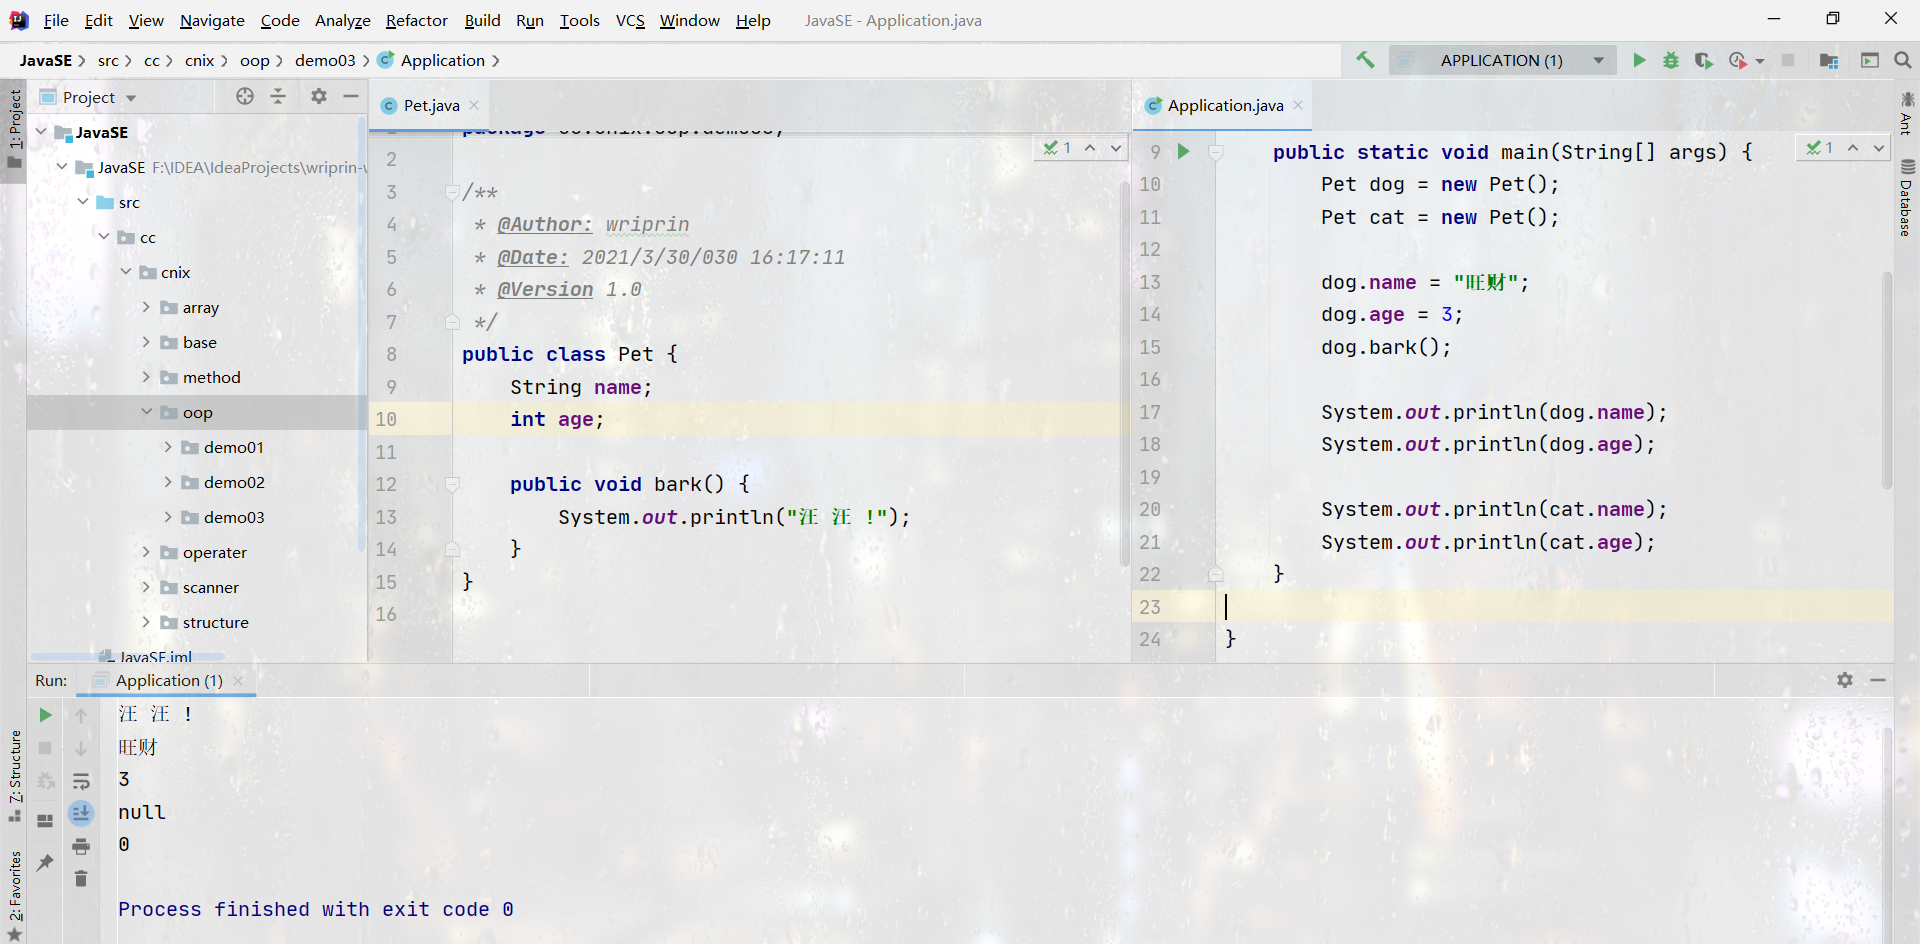 File Edit View Navigate Code Analyze Refactor Build Run Tools VCS Window Help JavaSE - Application.java
JavaSE src cc cnix oop demo03 Application APPLICATION (1)
1: Project
Project
JavaSE
JavaSE F:\IDEA\IdeaProjects\wriprin-
src
cc
cnix
array
base
method
oop
demo01
demo02
demo03
operater
scanner
structure
JavaSE.iml
Pet.java
package cc.cnix.oop.demo03;
2
3 /**
4 * @Author: wriprin
5 * @Date: 2021/3/30/030 16:17:11
6 * @Version 1.0
7 */
8 public class Pet {
9 String name;
10 int age;
11
12 public void bark() {
13 System.out.println("汪 汪 !");
14 }
15 }
16
1
Application.java
9 public static void main(String[] args) {
10 Pet dog = new Pet();
11 Pet cat = new Pet();
12
13 dog.name = "旺财";
14 dog.age = 3;
15 dog.bark();
16
17 System.out.println(dog.name);
18 System.out.println(dog.age);
19
20 System.out.println(cat.name);
21 System.out.println(cat.age);
22 }
23
24 }
1
Ant
Database
Run: Application (1)
汪 汪 !
旺财
3
null
0
Process finished with exit code 0
7: Structure
2: Favorites